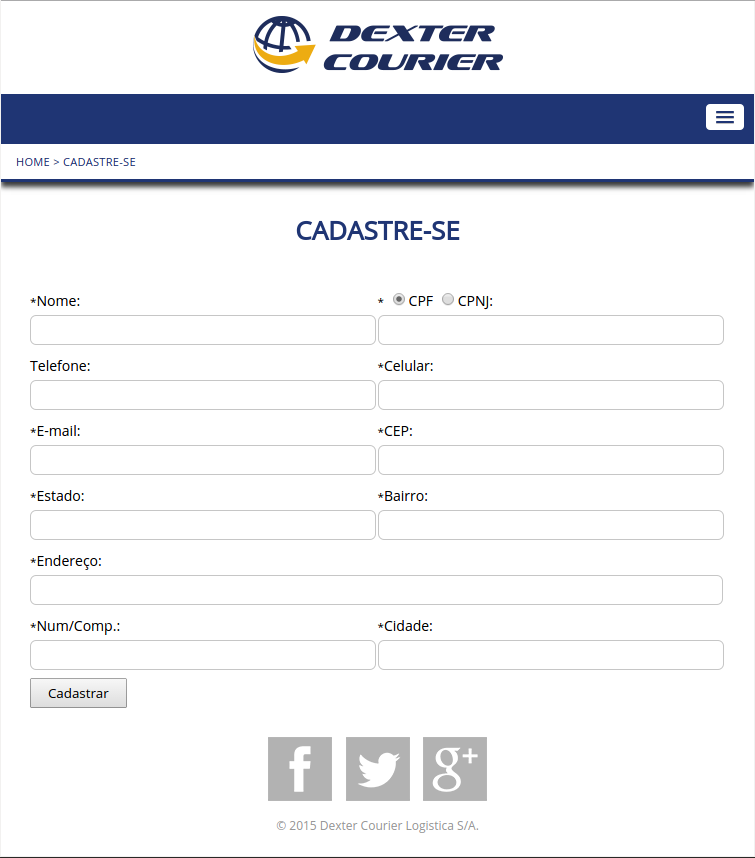 DEXTER
COURIER
HOME > CADASTRE-SE
CADASTRE-SE
*Nome:
* CPF CPNJ:
Telefone:
*Celular:
*E-mail:
*CEP:
*Estado:
*Bairro:
*Endereço:
*Num/Comp.:
*Cidade:
Cadastrar
f
g+
© 2015 Dexter Courier Logistica S/A.